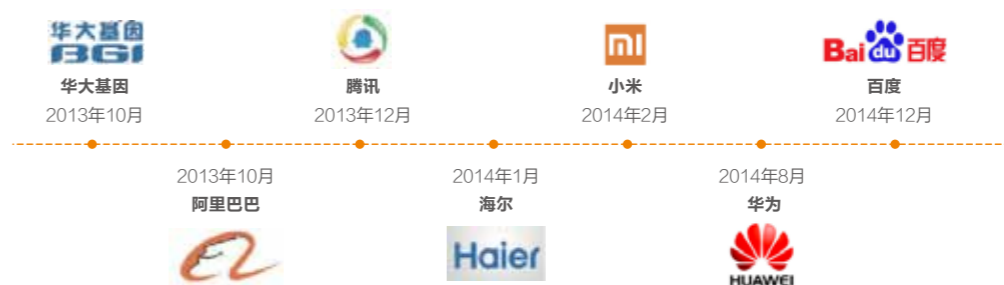 华大基因
BGI
华大基因
2013年10月
腾讯
2013年12月
mi
小米
2014年2月
Bai du 百度
百度
2014年12月
2013年10月
阿里巴巴
2014年1月
海尔
Haier
2014年8月
华为
HUAWEI